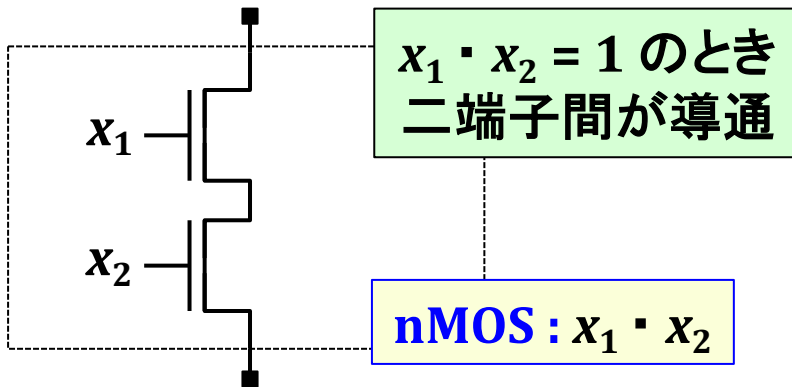 x₁ ・ x₂ = 1 のとき
二端子間が導通
x₁
x₂
nMOS : x₁ ・ x₂